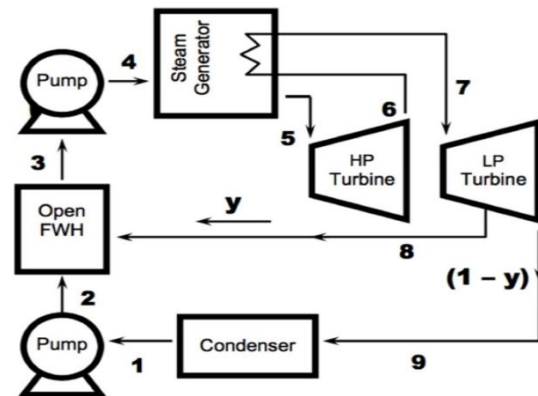 4
Pump
Steam
Generator
7
6
5
3
HP
Turbine
LP
Turbine
Open
FWH
y
8
(1 – y)
2
Pump
1
Condenser
9